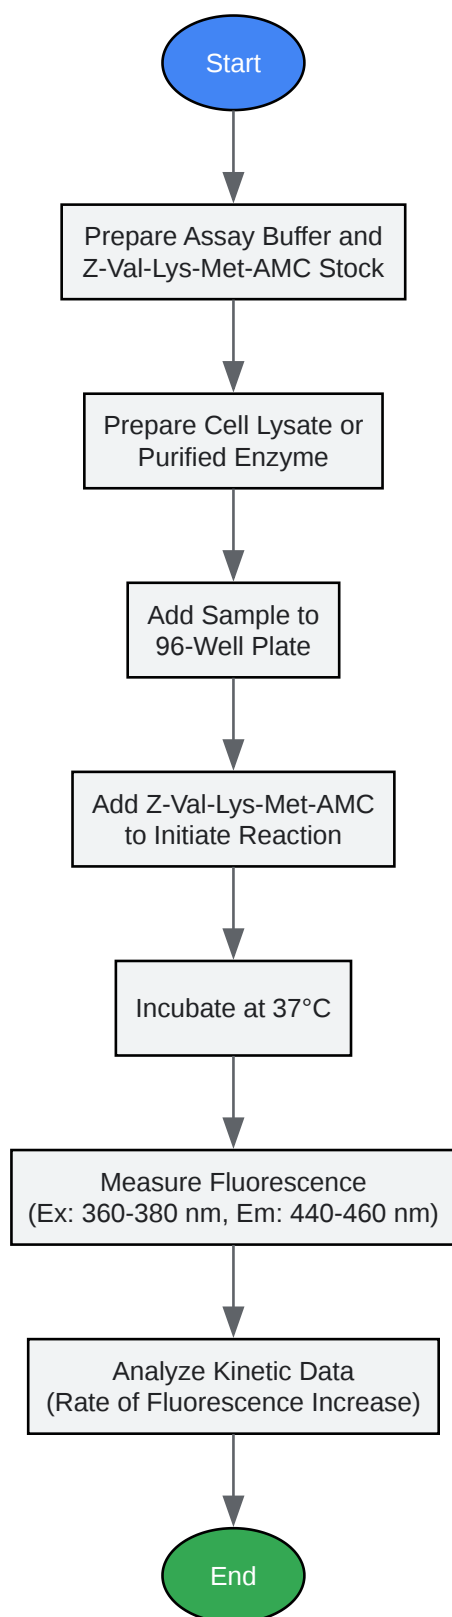 Start
Prepare Assay Buffer and
Z-Val-Lys-Met-AMC Stock
Prepare Cell Lysate or
Purified Enzyme
Add Sample to
96-Well Plate
Add Z-Val-Lys-Met-AMC
to Initiate Reaction
Incubate at 37°C
Measure Fluorescence
(Ex: 360-380 nm, Em: 440-460 nm)
Analyze Kinetic Data
(Rate of Fluorescence Increase)
End